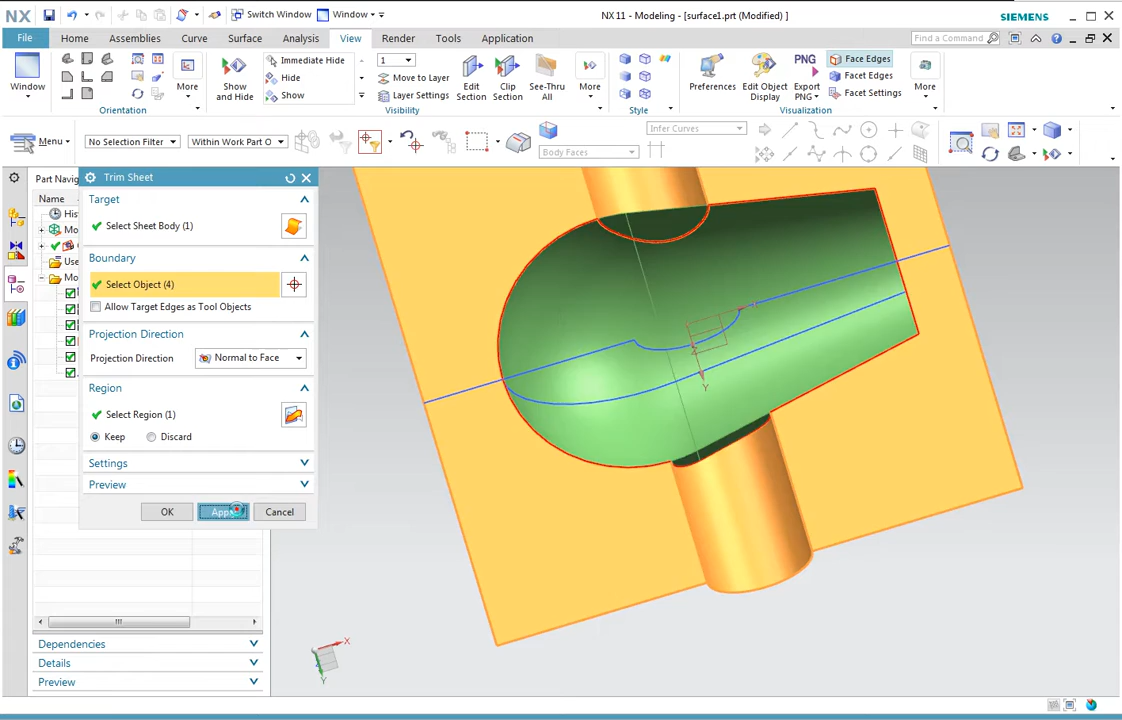 NX
Switch Window
Window
NX 11 - Modeling - [surface1.prt (Modified) ]
SIEMENS
File
Home
Assemblies
Curve
Surface
Analysis
View
Render
Tools
Application
Find a Command
Window
More
Orientation
Show
and Hide
Immediate Hide
Hide
Show
1
Move to Layer
Layer Settings
Edit
Section
Clip
Section
See-Thru
All
More
Visibility
Style
Preferences
Edit Object
Display
PNG
Export
PNG
Face Edges
Facet Edges
Facet Settings
More
Visualization
Menu
No Selection Filter
Within Work Part O
Infer Curves
Body Faces
Part Navig
Name
Hist
Mo
Use
Mo
Trim Sheet
Target
Select Sheet Body (1)
Boundary
Select Object (4)
Allow Target Edges as Tool Objects
Projection Direction
Projection Direction
Normal to Face
Region
Select Region (1)
Keep
Discard
Settings
Preview
OK
Apply
Cancel
Dependencies
Details
Preview
X
Y
Z
Y
X